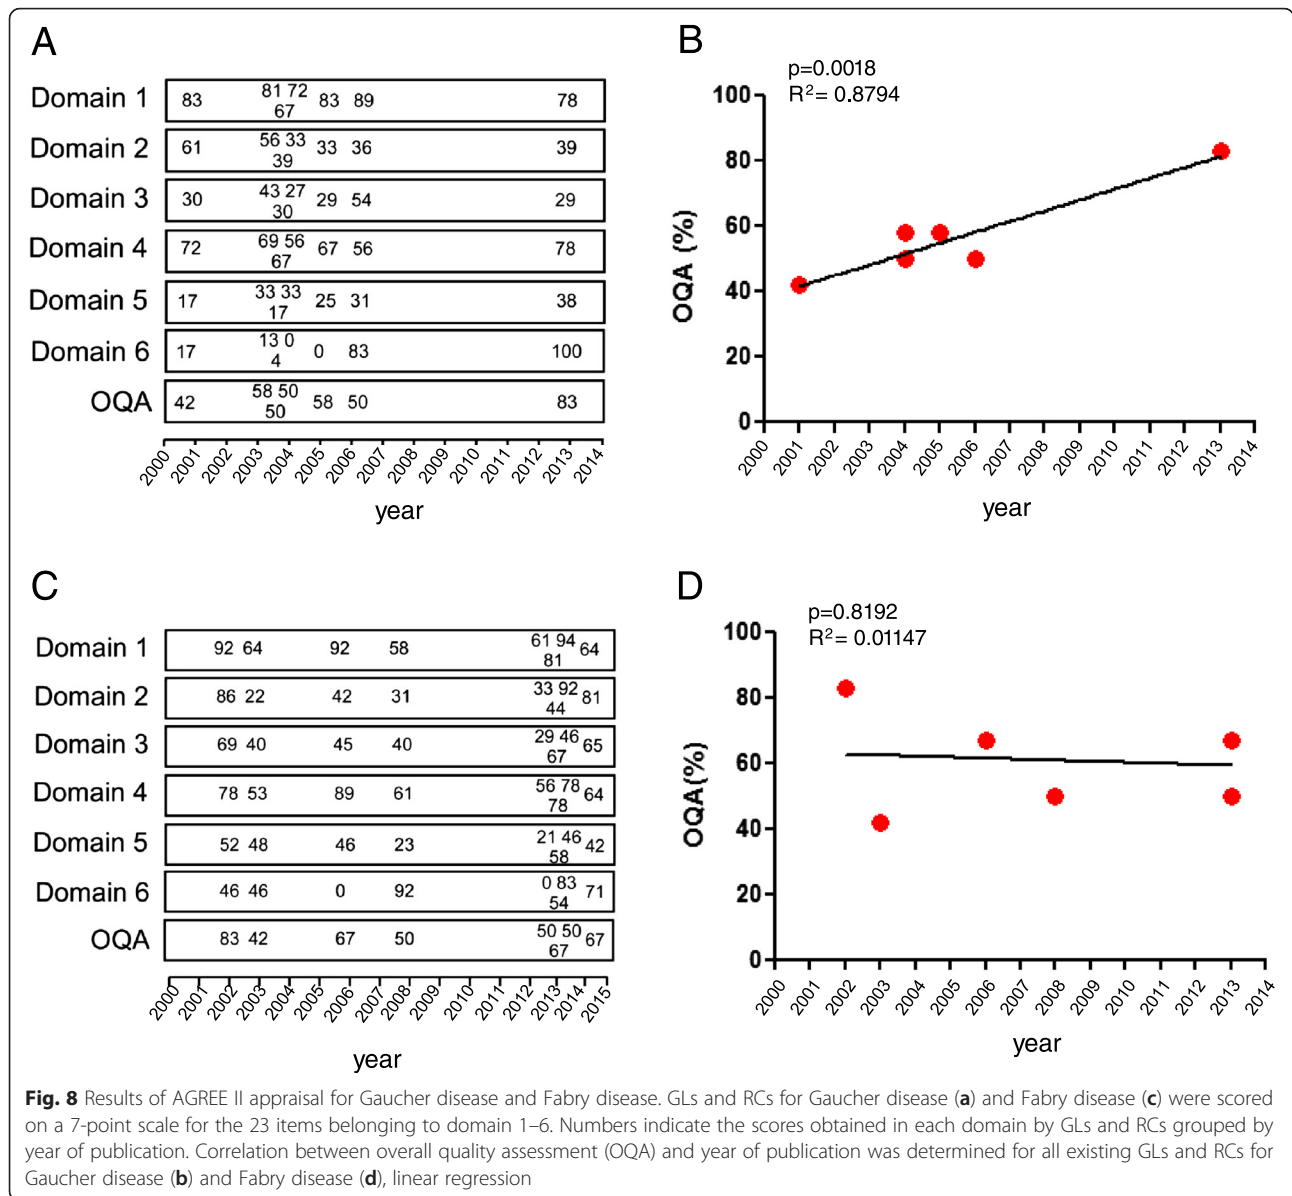 A
Domain 1 83 81 72 83 89 78
67
Domain 2 61 56 33 33 36 39
39
Domain 3 30 43 27 29 54 29
30
Domain 4 72 69 56 67 56 78
67
Domain 5 17 33 33 25 31 38
17
Domain 6 17 13 0 0 83 100
4
OQA 42 58 50 58 50 83
50
2000 2001 2002 2003 2004 2005 2006 2007 2008 2009 2010 2011 2012 2013 2014
year
B
p=0.0018
R²= 0.8794
OQA (%)
100
80
60
40
20
0
2000 2001 2002 2003 2004 2005 2006 2007 2008 2009 2010 2011 2012 2013 2014
year
C
Domain 1 92 64 92 58 61 94 64
81
Domain 2 86 22 42 31 33 92 81
44
Domain 3 69 40 45 40 29 46 65
67
Domain 4 78 53 89 61 56 78 64
78
Domain 5 52 48 46 23 21 46 42
58
Domain 6 46 46 0 92 0 83 71
54
OQA 83 42 67 50 50 50 67
67
2000 2001 2002 2003 2004 2005 2006 2007 2008 2009 2010 2011 2012 2013 2014 2015
year
D
p=0.8192
R²= 0.01147
OQA(%)
100
80
60
40
20
0
2000 2001 2002 2003 2004 2005 2006 2007 2008 2009 2010 2011 2012 2013 2014
year
Fig. 8 Results of AGREE II appraisal for Gaucher disease and Fabry disease. GLs and RCs for Gaucher disease (a) and Fabry disease (c) were scored
on a 7-point scale for the 23 items belonging to domain 1–6. Numbers indicate the scores obtained in each domain by GLs and RCs grouped by
year of publication. Correlation between overall quality assessment (OQA) and year of publication was determined for all existing GLs and RCs for
Gaucher disease (b) and Fabry disease (d), linear regression